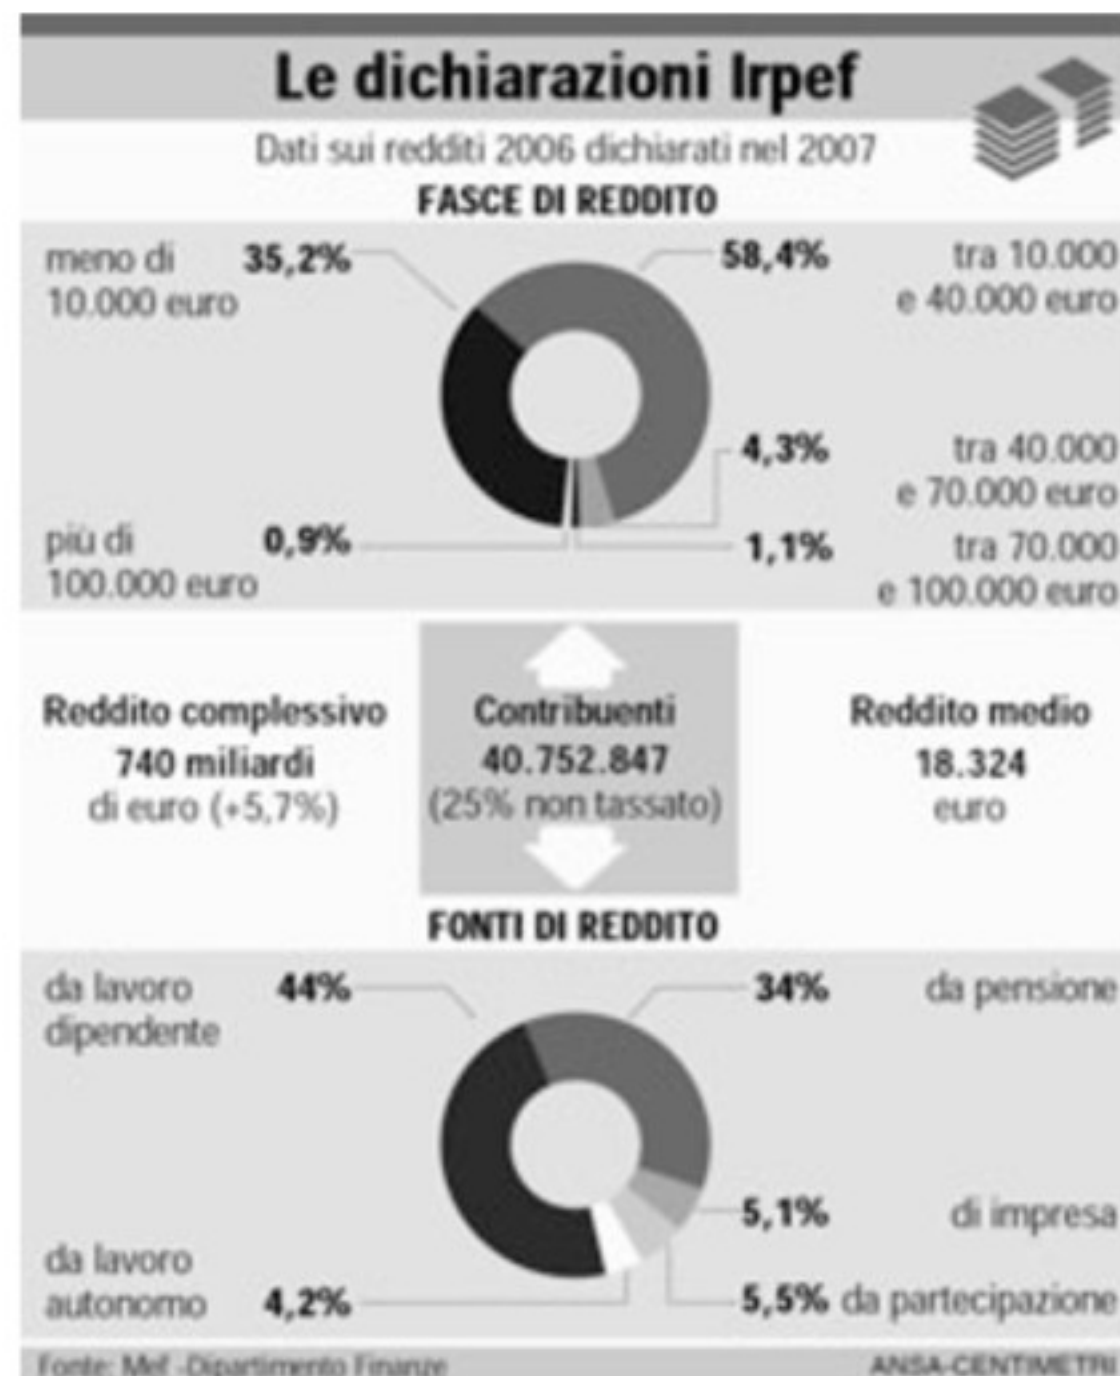 Le dichiarazioni Irpef
Dati sui redditi 2006 dichiarati nel 2007
FASCE DI REDDITO
meno di 35,2%
10.000 euro
58,4% tra 10.000
e 40.000 euro
4,3% tra 40.000
e 70.000 euro
più di 0,9%
100.000 euro
1,1% tra 70.000
e 100.000 euro
Reddito complessivo
740 miliardi
di euro (+5,7%)
Contribuenti
40.752.847
(25% non tassato)
Reddito medio
18.324
euro
FONTI DI REDDITO
da lavoro 44%
dipendente
34% da pensione
5,1% di impresa
da lavoro
autonomo 4,2%
5,5% da partecipazione
Fonte: Mef -Dipartimento Finanze
ANSA-CENTIMETRI